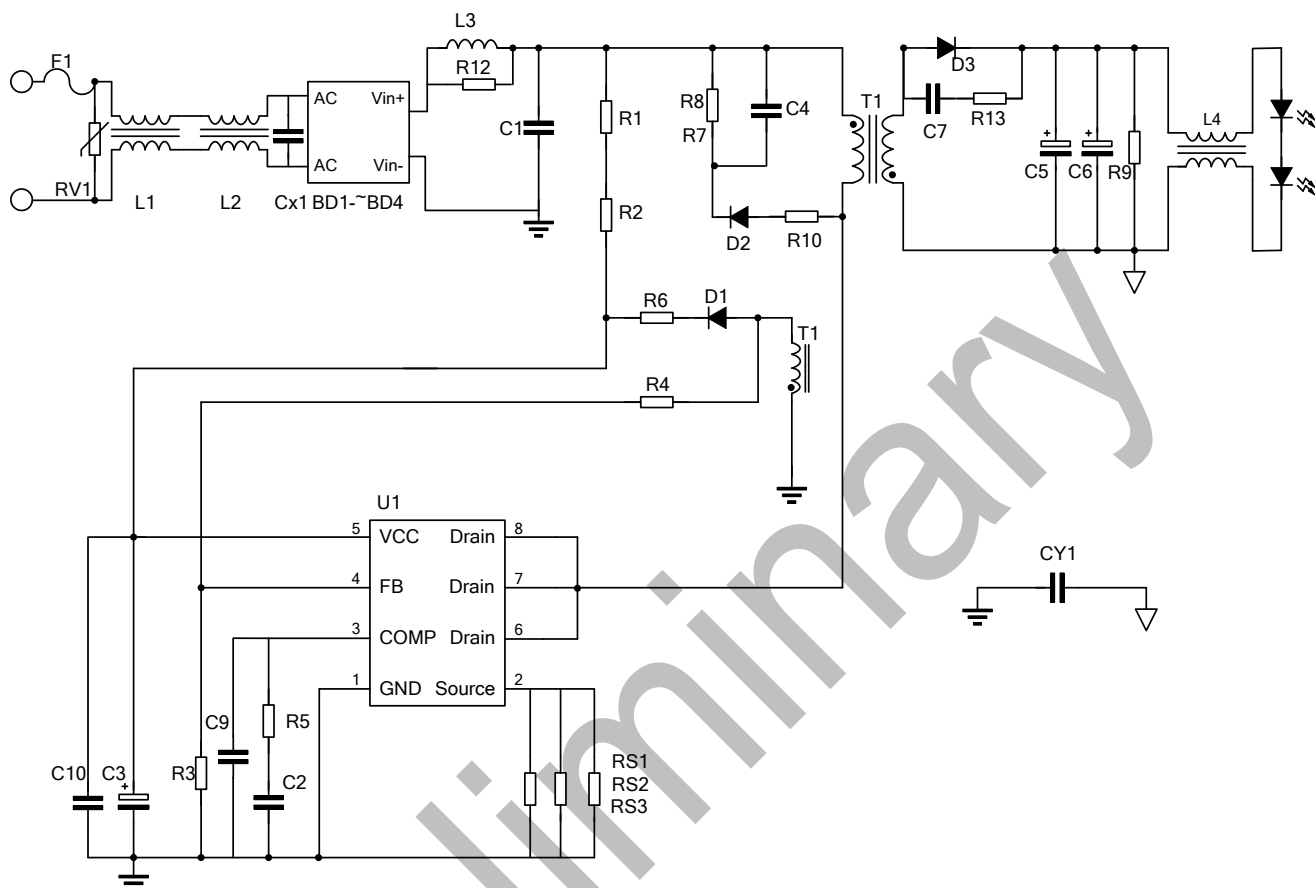 L3
F1
R12
AC
Vin+
AC
Vin-
RV1
L1
L2
Cx1
BD1-~BD4
C1
R1
R2
R8
R7
C4
D2
R10
T1
D3
C7
R13
C5
C6
R9
L4
+
+
R6
D1
T1
R4
U1
5
VCC
Drain
8
4
FB
Drain
7
3
COMP
Drain
6
1
GND
Source
2
CY1
C9
R5
C10
C3
+
R3
C2
RS1
RS2
RS3
liminary